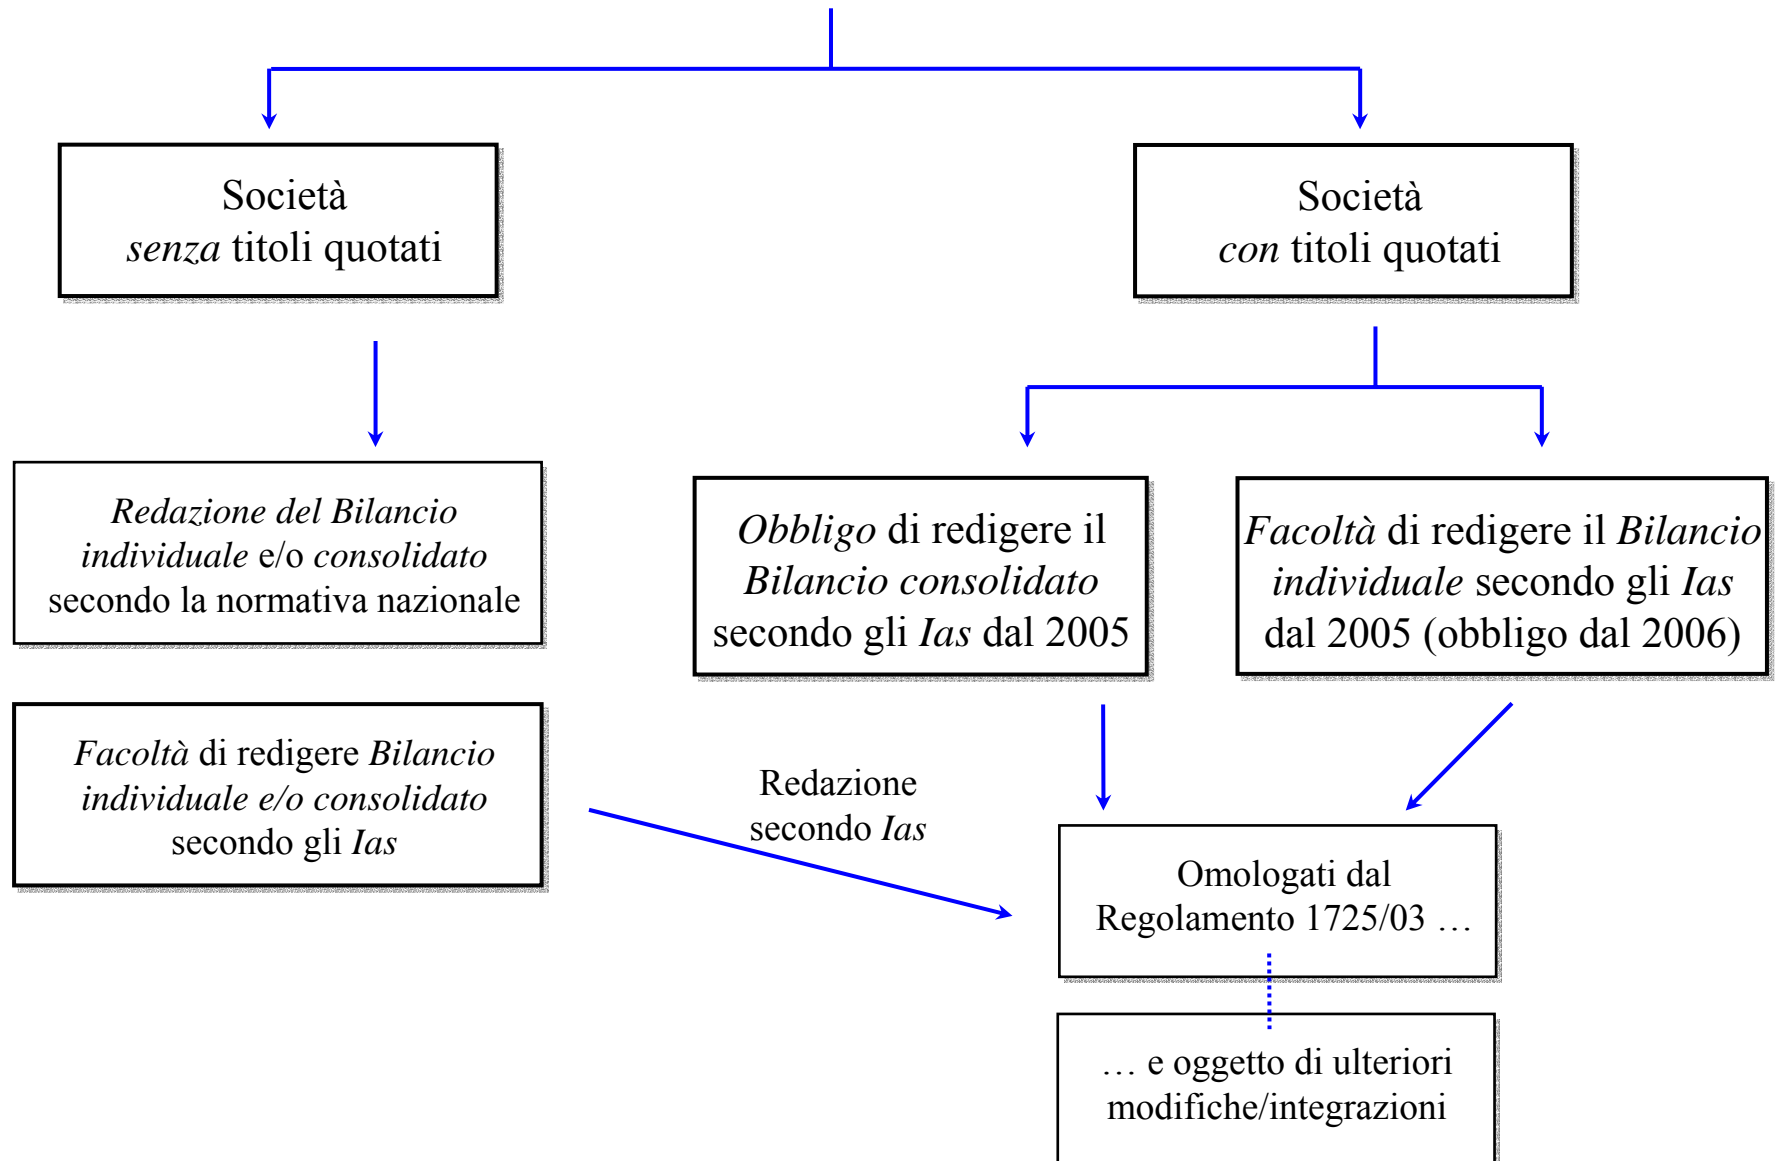 Società
senza titoli quotati
Società
con titoli quotati
Redazione del Bilancio
individuale e/o consolidato
secondo la normativa nazionale
Obbligo di redigere il
Bilancio consolidato
secondo gli Ias dal 2005
Facoltà di redigere il Bilancio
individuale secondo gli Ias
dal 2005 (obbligo dal 2006)
Facoltà di redigere Bilancio
individuale e/o consolidato
secondo gli Ias
Redazione
secondo Ias
Omologati dal
Regolamento 1725/03 …
… e oggetto di ulteriori
modifiche/integrazioni